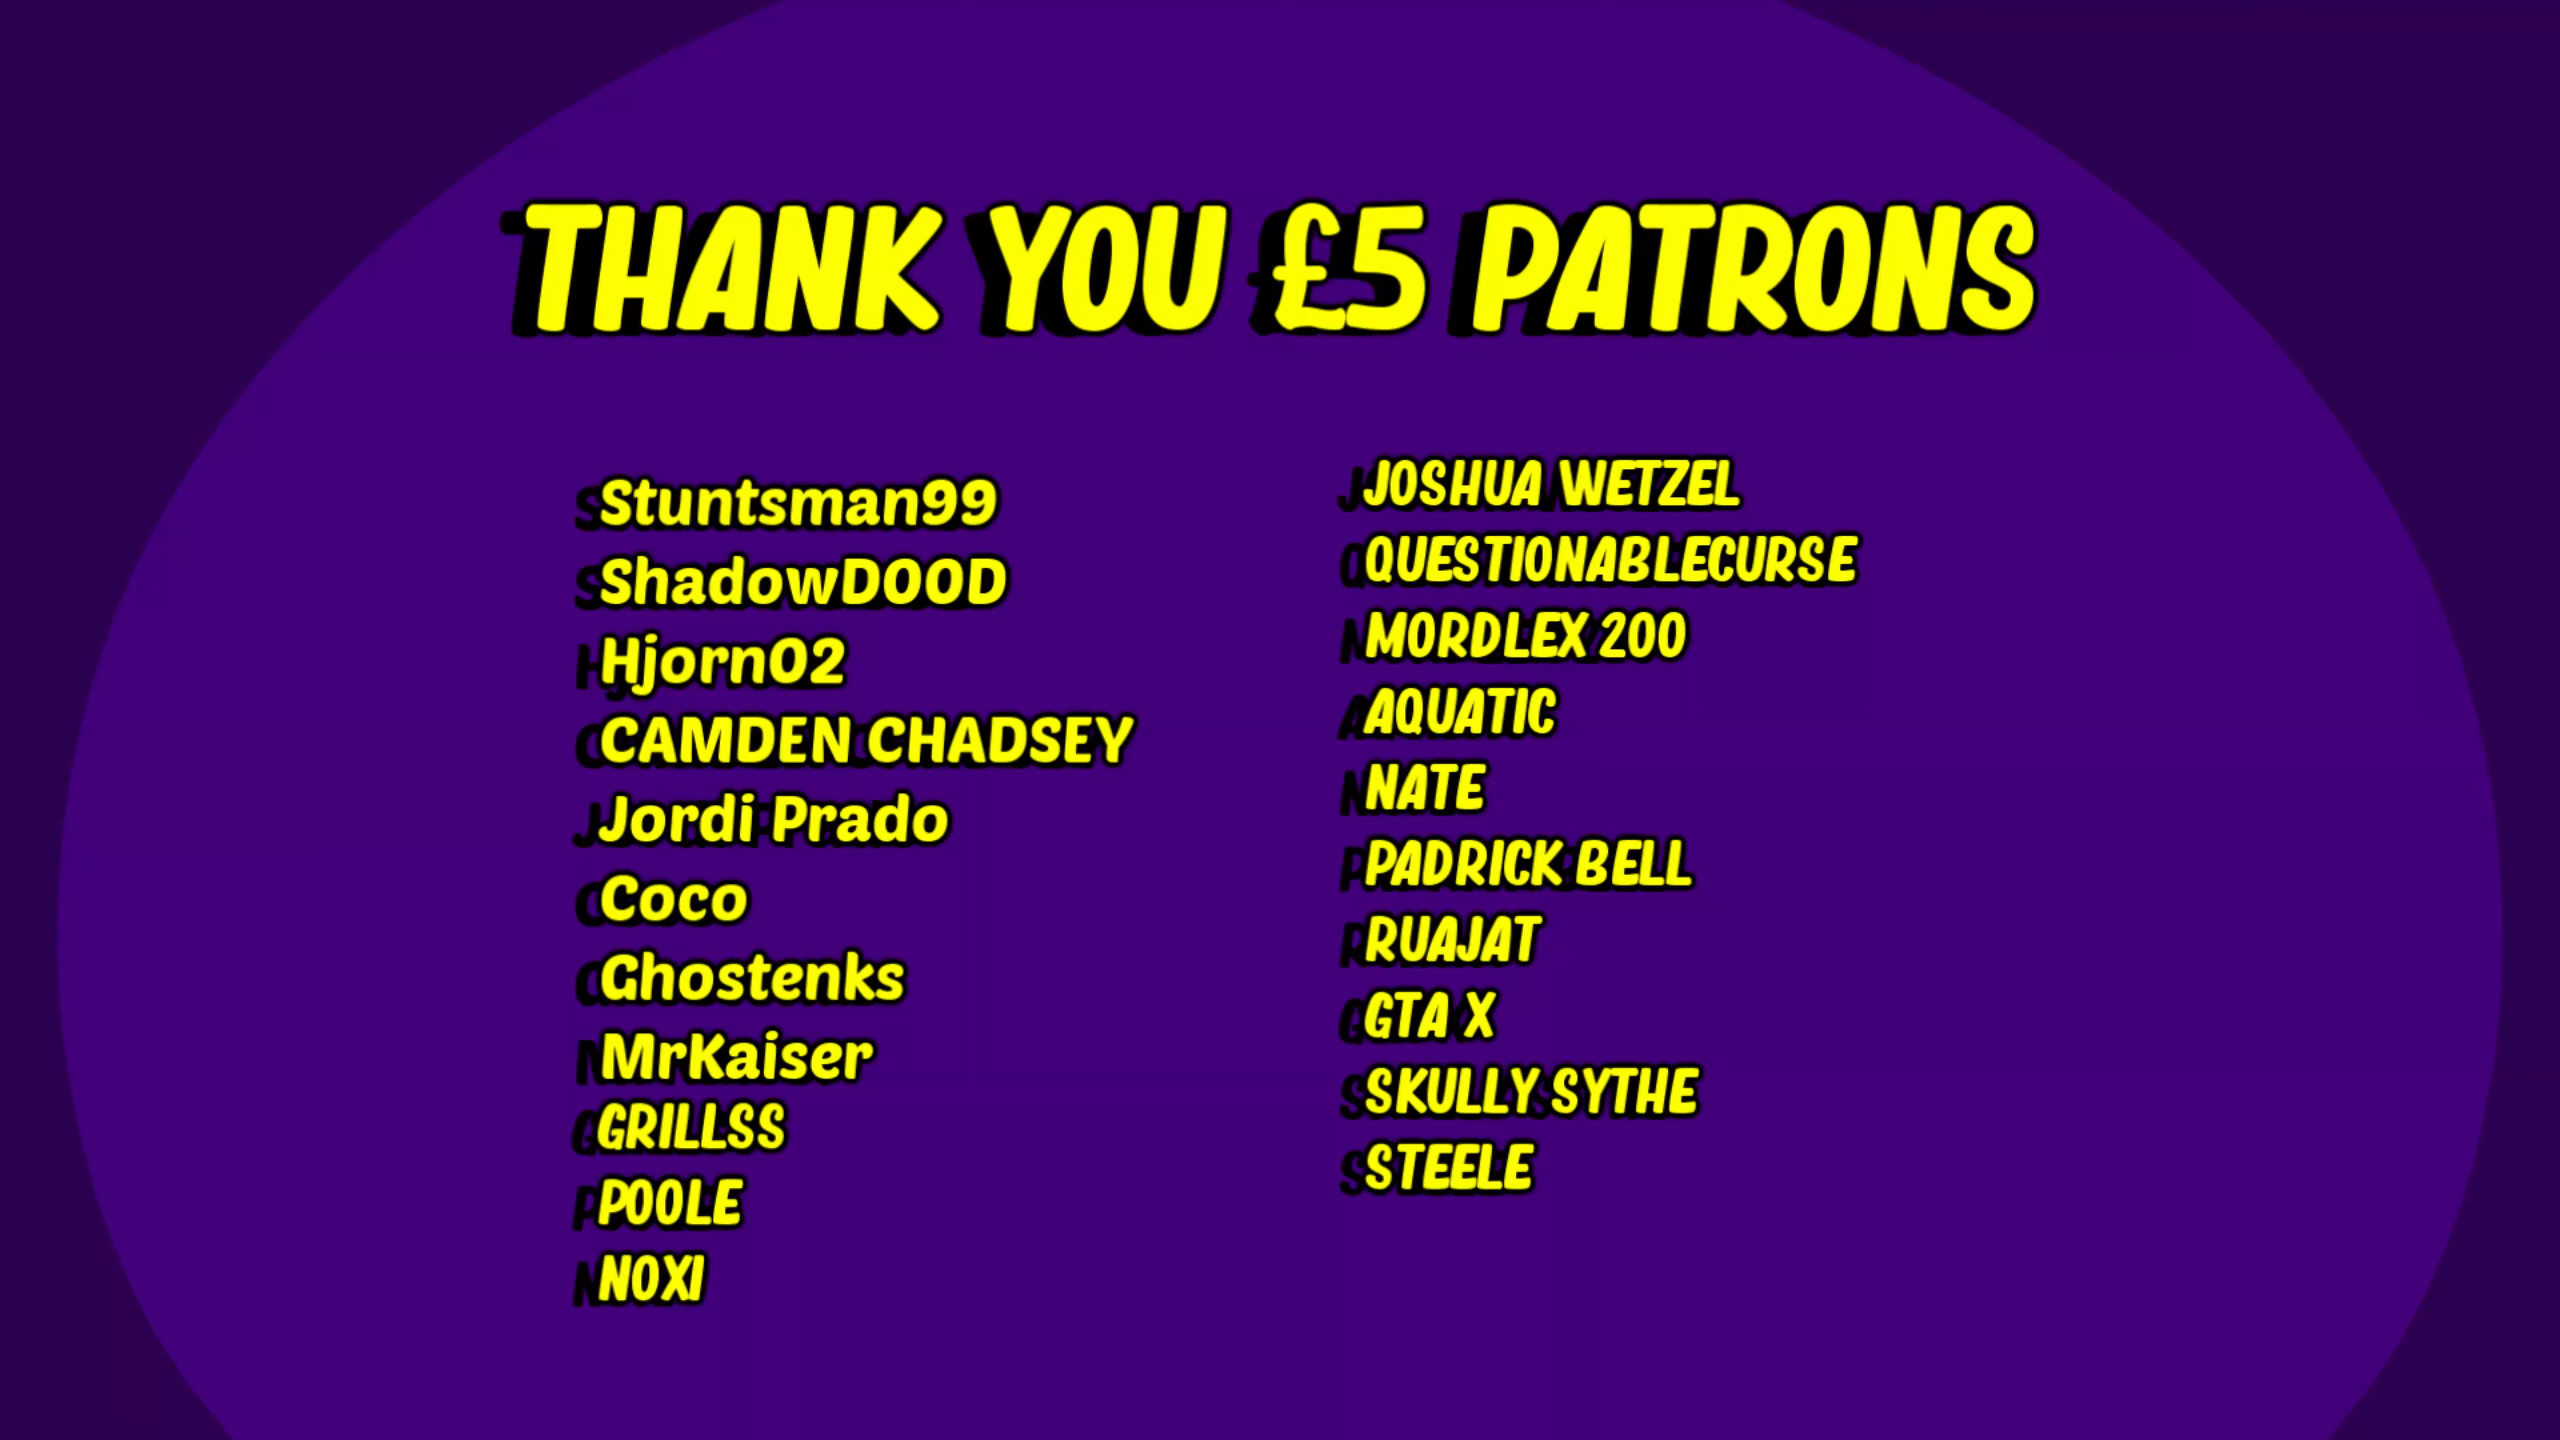 THANK YOU £5 PATRONS
Stuntsman99
ShadowDOOD
Hjorn02
CAMDEN CHADSEY
Jordi Prado
Coco
Ghostenks
MrKaiser
GRILLSS
POOLE
NOXI
JOSHUA WETZEL
QUESTIONABLECURSE
MORDLEX 200
AQUATIC
NATE
PADRICK BELL
RUAJAT
GTA X
SKULLY SYTHE
STEELE